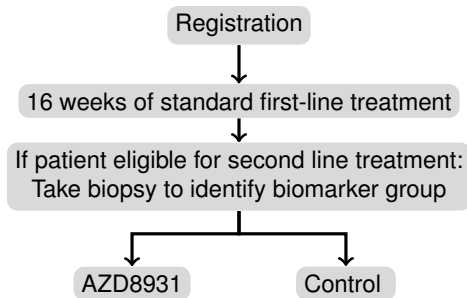 Registration
16 weeks of standard first-line treatment
If patient eligible for second line treatment:
Take biopsy to identify biomarker group
AZD8931
Control